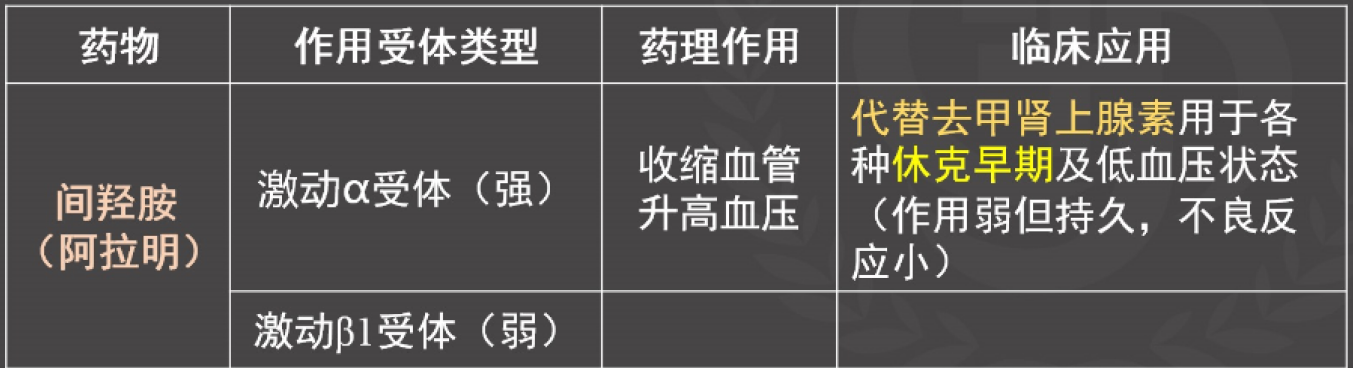 药物 作用受体类型 药理作用 临床应用
间羟胺
（阿拉明）
激动α受体（强）
收缩血管
升高血压
代替去甲肾上腺素用于各
种休克早期及低血压状态
（作用弱但持久，不良反
应小）
激动β1受体（弱）